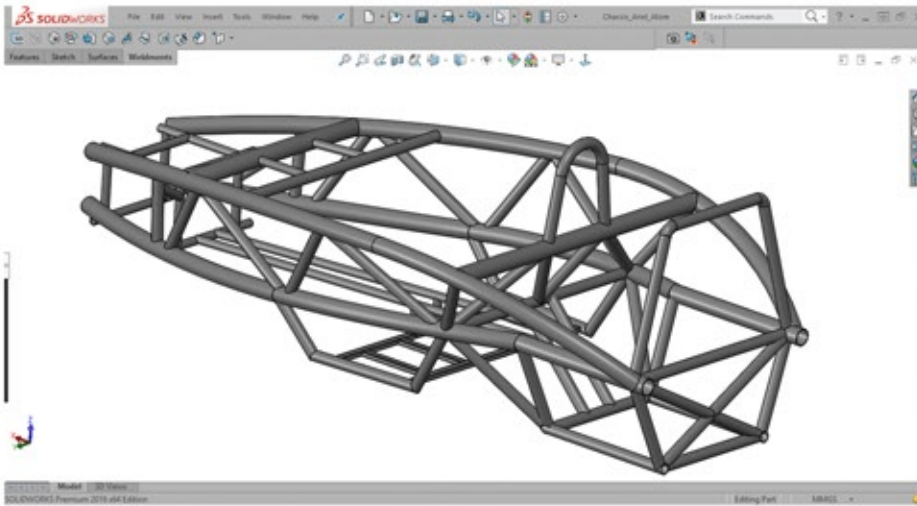 SOLIDWORKS File Edit View Insert Tools Window Help Chassis_Ariel_Atom Search Commands
Features Sketch Surfaces Weldments
Model 3D Views
SOLIDWORKS Premium 2016 x64 Edition Editing Part MMGS